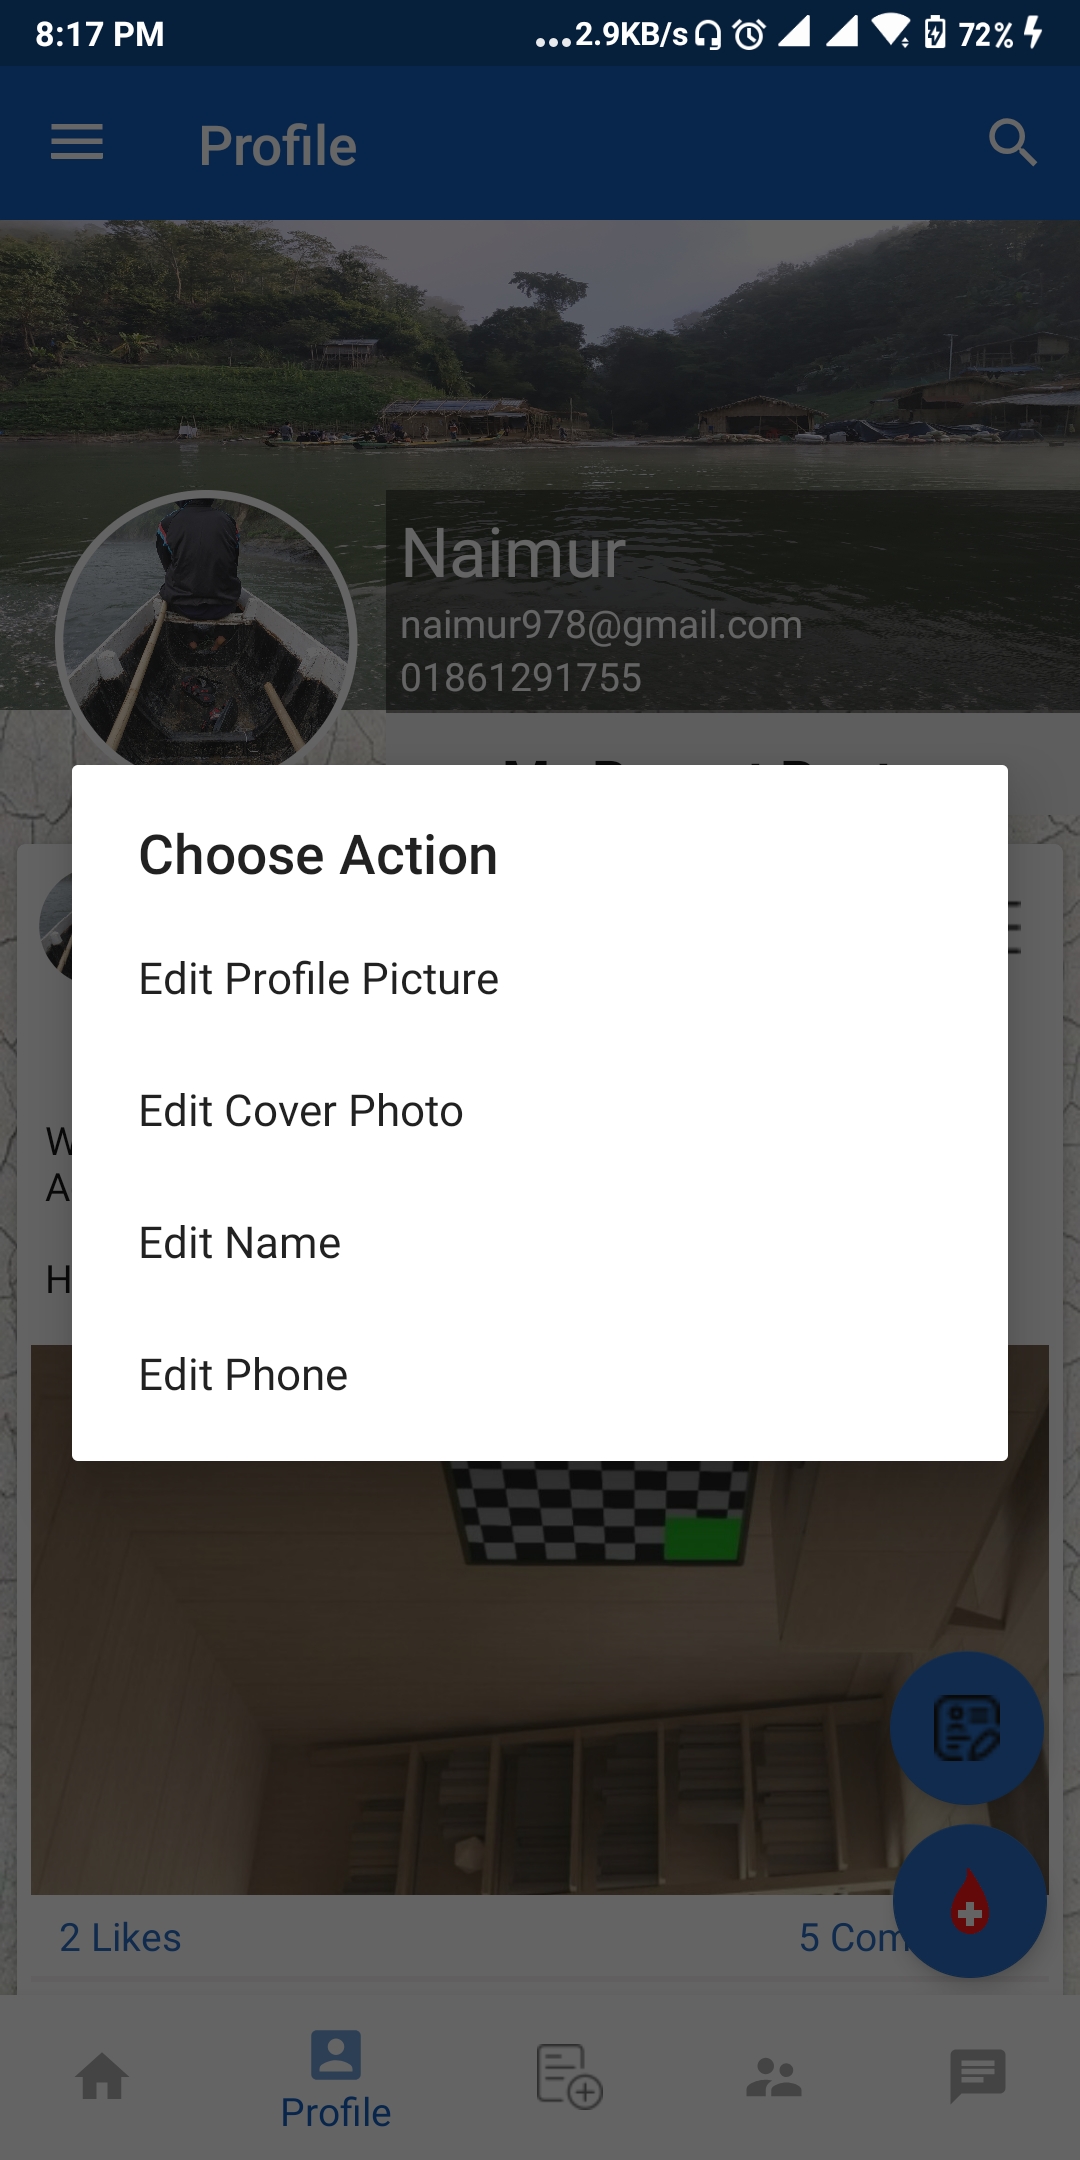 8:17 PM
...2.9KB/s 72%
Profile
Naimur
naimur978@gmail.com
01861291755
Choose Action
Edit Profile Picture
Edit Cover Photo
Edit Name
Edit Phone
2 Likes
5 Com
Profile